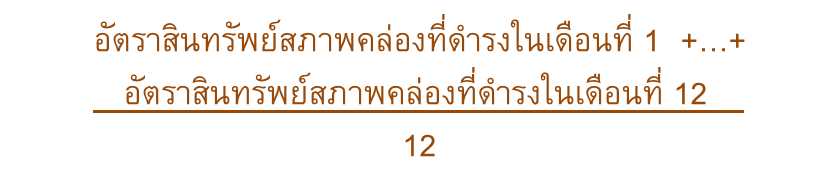 อัตราสินทรัพย์สภาพคล่องที่ดำรงในเดือนที่ 1 +...+
อัตราสินทรัพย์สภาพคล่องที่ดำรงในเดือนที่ 12
12